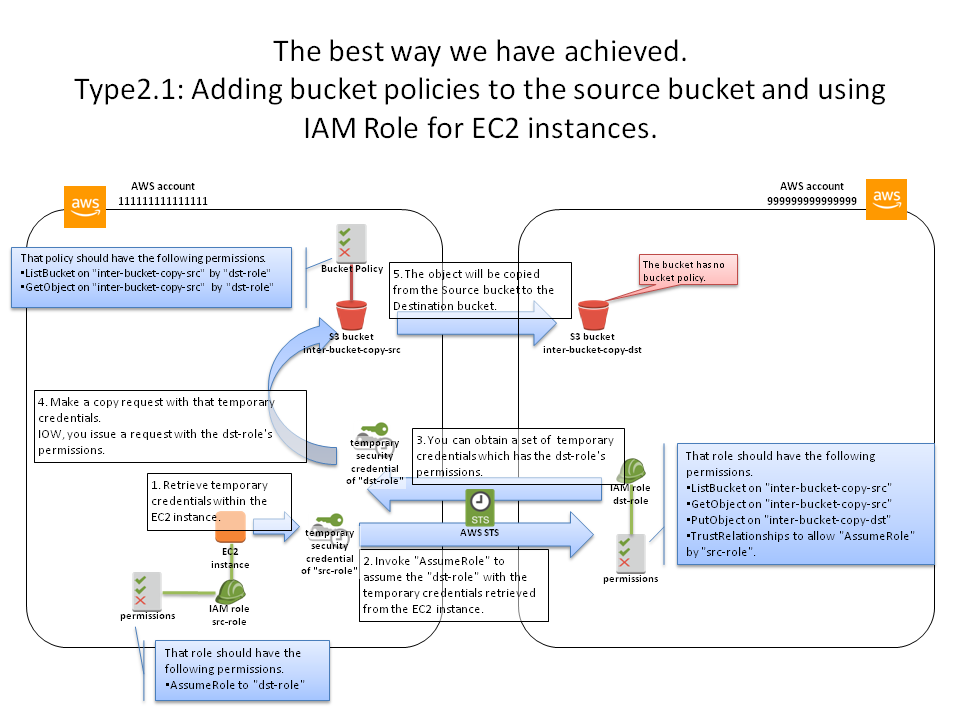 The best way we have achieved.
Type2.1: Adding bucket policies to the source bucket and using
IAM Role for EC2 instances.
AWS account
111111111111111
aws
AWS account
999999999999999
aws
That policy should have the following permissions.
•ListBucket on "inter-bucket-copy-src" by "dst-role"
•GetObject on "inter-bucket-copy-src" by "dst-role"
Bucket Policy
5. The object will be copied
from the Source bucket to the
Destination bucket.
The bucket has no
bucket policy.
S3 bucket
inter-bucket-copy-src
S3 bucket
inter-bucket-copy-dst
4. Make a copy request with that temporary
credentials.
IOW, you issue a request with the dst-role's
permissions.
temporary
security
credential
of "dst-role"
3. You can obtain a set of temporary
credentials which has the dst-role's
permissions.
IAM role
dst-role
That role should have the following
permissions.
•ListBucket on "inter-bucket-copy-src"
•GetObject on "inter-bucket-copy-src"
•PutObject on "inter-bucket-copy-dst"
•TrustRelationships to allow "AssumeRole"
by "src-role".
1. Retrieve temporary
credentials within the
EC2 instance.
EC2
instance
temporary
security
credential
of "src-role"
STS
AWS STS
2. Invoke "AssumeRole" to
assume the "dst-role" with the
temporary credentials retrieved
from the EC2 instance.
permissions
permissions
IAM role
src-role
That role should have the
following permissions.
•AssumeRole to "dst-role"